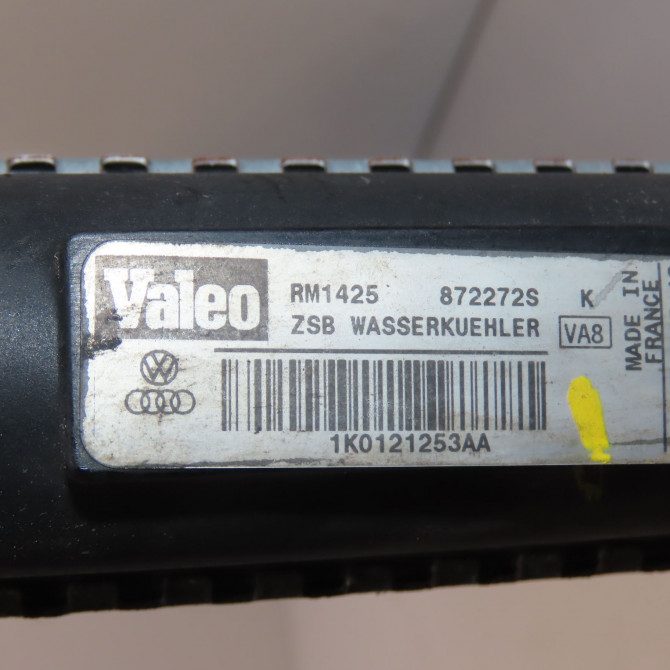 Valeo
RM1425 872272S K
ZSB WASSERKUEHLER VA8
MADE IN
FRANCE
1K0121253AA